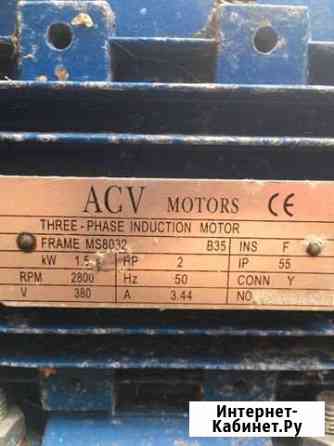 ACV MOTORS CE
THREE-PHASE INDUCTION MOTOR
FRAME MS8032 B35 INS F
kW 1.5 HP 2 IP 55
RPM 2800 Hz 50 CONN Y
V 380 A 3.44 NO
Интернет-
Кабинет.Ру